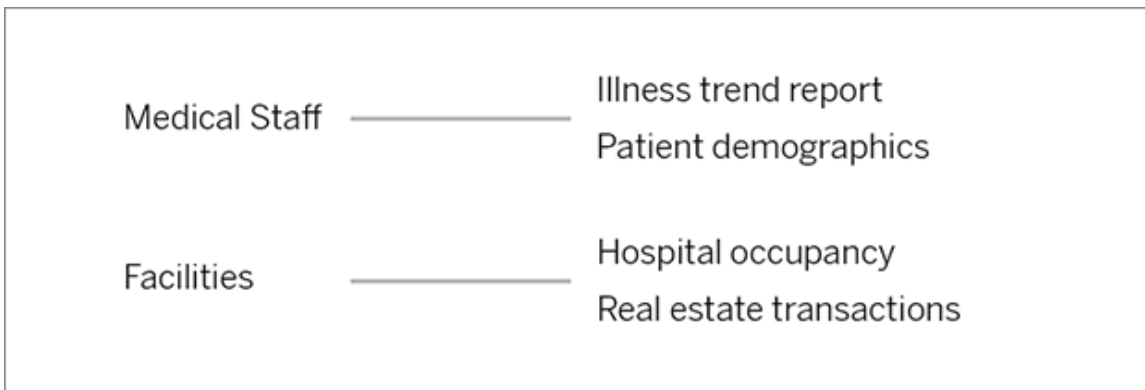 Medical Staff
Illness trend report
Patient demographics
Facilities
Hospital occupancy
Real estate transactions